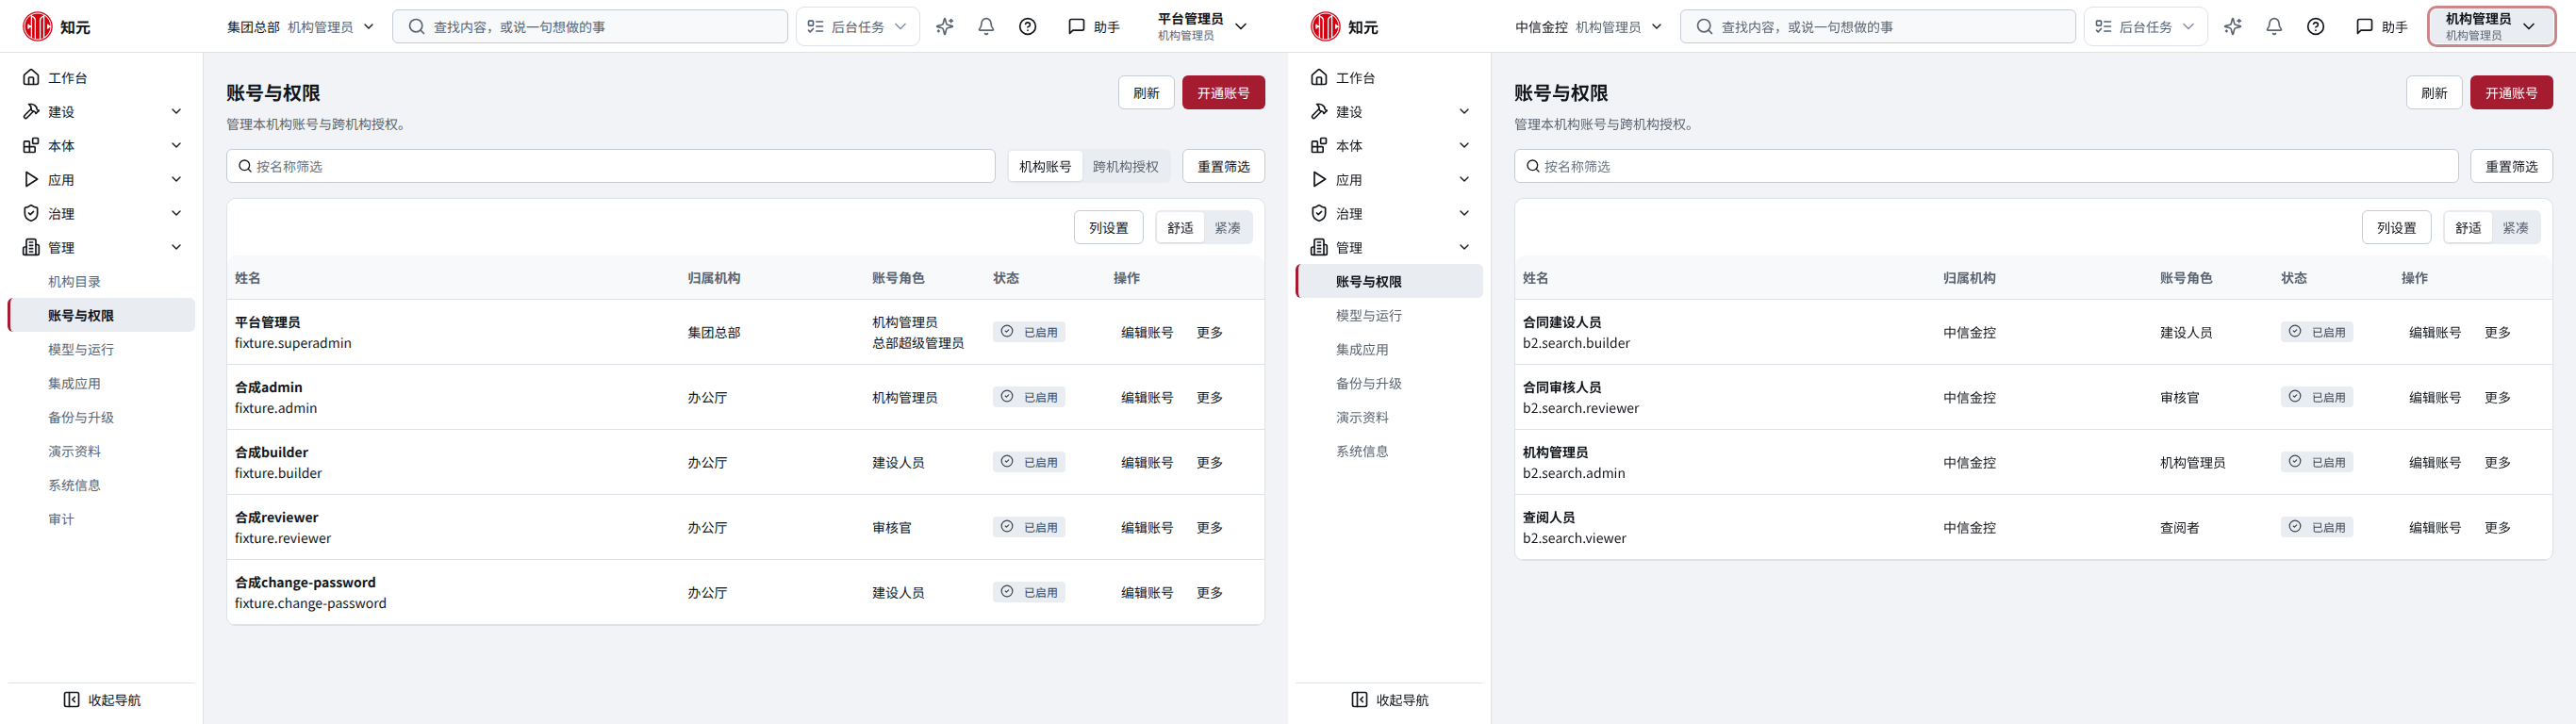 知元
集团总部 机构管理员
查找内容，或说一句想做的事
后台任务
助手
平台管理员
机构管理员
工作台
建设
本体
应用
治理
管理
机构目录
账号与权限
模型与运行
集成应用
备份与升级
演示资料
系统信息
审计
收起导航
账号与权限
刷新
开通账号
管理本机构账号与跨机构授权。
按名称筛选
机构账号 跨机构授权
重置筛选
列设置
舒适 紧凑
姓名 归属机构 账号角色 状态 操作
平台管理员
fixture.superadmin
集团总部
机构管理员
总部超级管理员
已启用
编辑账号 更多
合成admin
fixture.admin
办公厅
机构管理员
已启用
编辑账号 更多
合成builder
fixture.builder
办公厅
建设人员
已启用
编辑账号 更多
合成reviewer
fixture.reviewer
办公厅
审核官
已启用
编辑账号 更多
合成change-password
fixture.change-password
办公厅
建设人员
已启用
编辑账号 更多
知元
中信金控 机构管理员
查找内容，或说一句想做的事
后台任务
助手
机构管理员
机构管理员
工作台
建设
本体
应用
治理
管理
账号与权限
模型与运行
集成应用
备份与升级
演示资料
系统信息
收起导航
账号与权限
刷新
开通账号
管理本机构账号与跨机构授权。
按名称筛选
重置筛选
列设置
舒适 紧凑
姓名 归属机构 账号角色 状态 操作
合同建设人员
b2.search.builder
中信金控
建设人员
已启用
编辑账号 更多
合同审核人员
b2.search.reviewer
中信金控
审核官
已启用
编辑账号 更多
机构管理员
b2.search.admin
中信金控
机构管理员
已启用
编辑账号 更多
查阅人员
b2.search.viewer
中信金控
查阅者
已启用
编辑账号 更多